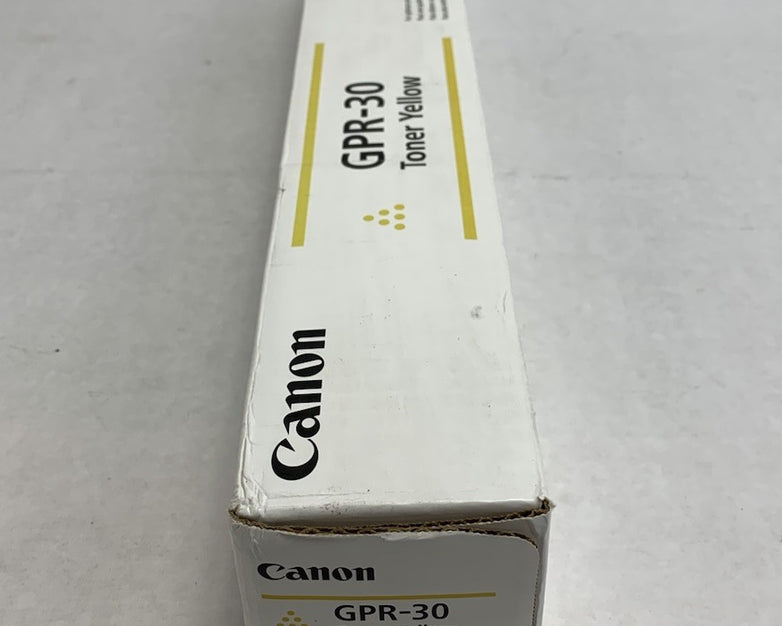 GPR-30
Toner Yellow
Canon
Canon
GPR-30